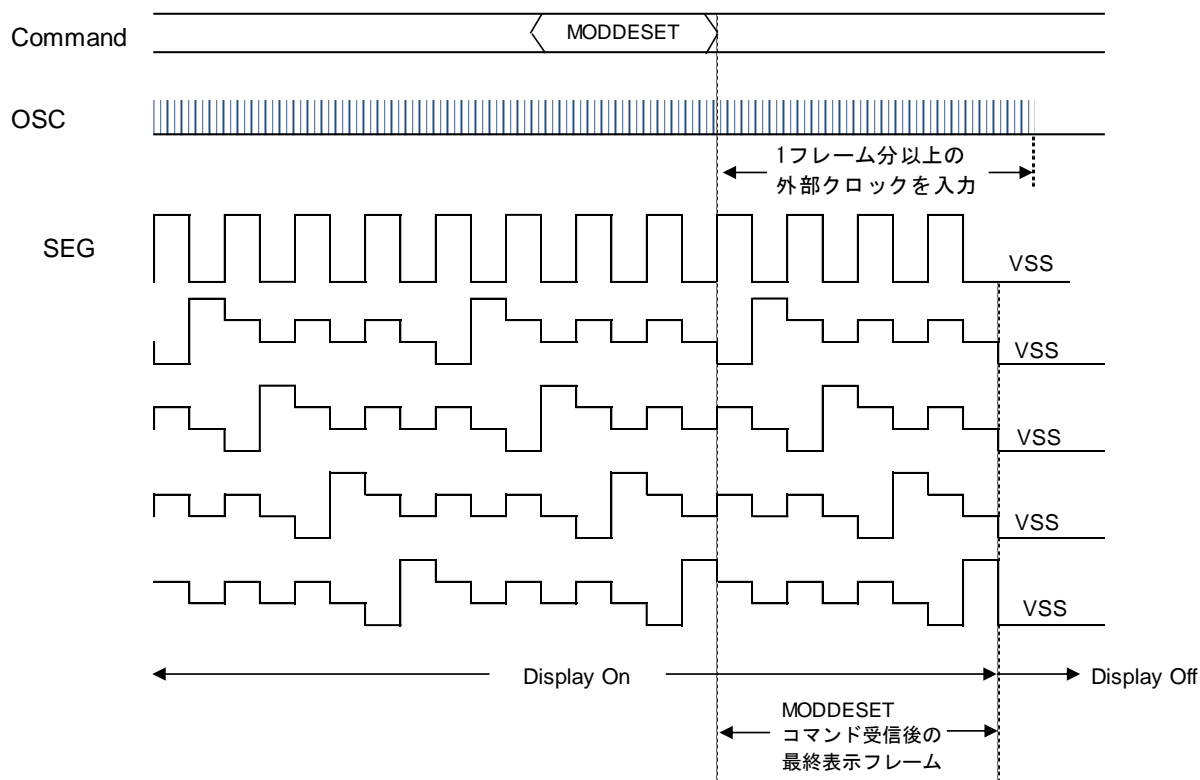 Command
MODDESET
OSC
1フレーム分以上の
外部クロックを入力
SEG
VSS
VSS
VSS
VSS
VSS
Display On
Display Off
MODDESET
コマンド受信後の
最終表示フレーム